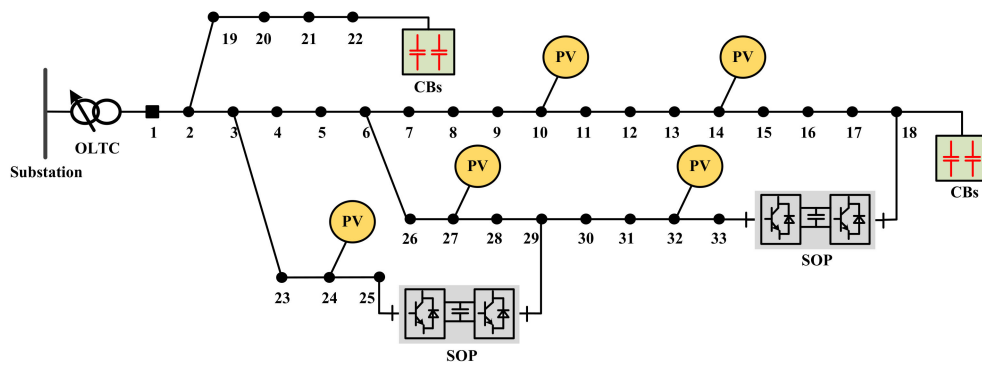 19 20 21 22
CBs
PV PV
OLTC
1 2 3 4 5 6 7 8 9 10 11 12 13 14 15 16 17 18
Substation
CBs
PV PV
PV
26 27 28 29 30 31 32 33
SOP
23 24 25
SOP